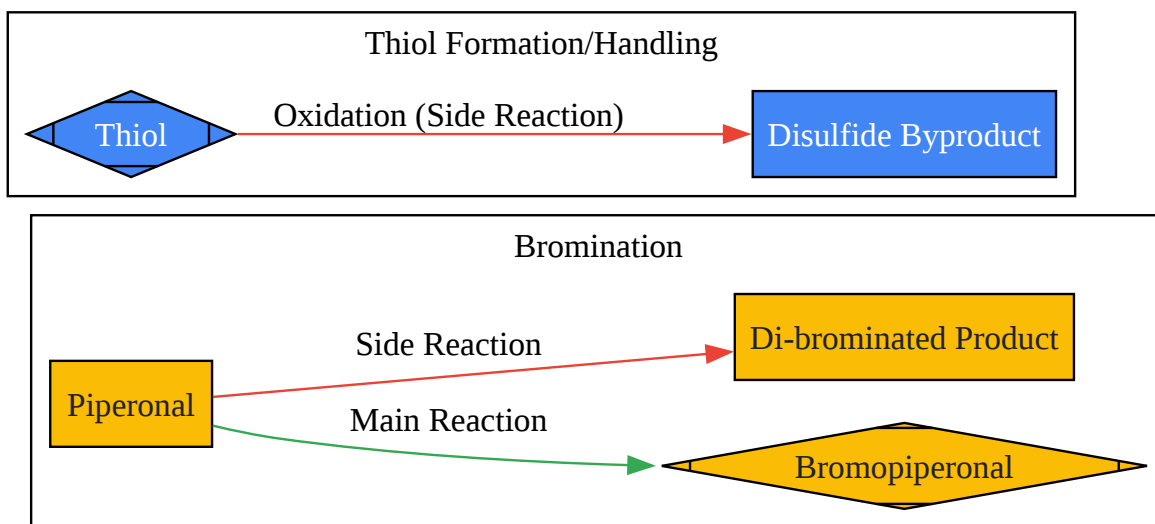 Thiol Formation/Handling
Thiol
Oxidation (Side Reaction)
Disulfide Byproduct
Bromination
Piperonal
Side Reaction
Di-brominated Product
Main Reaction
Bromopiperonal